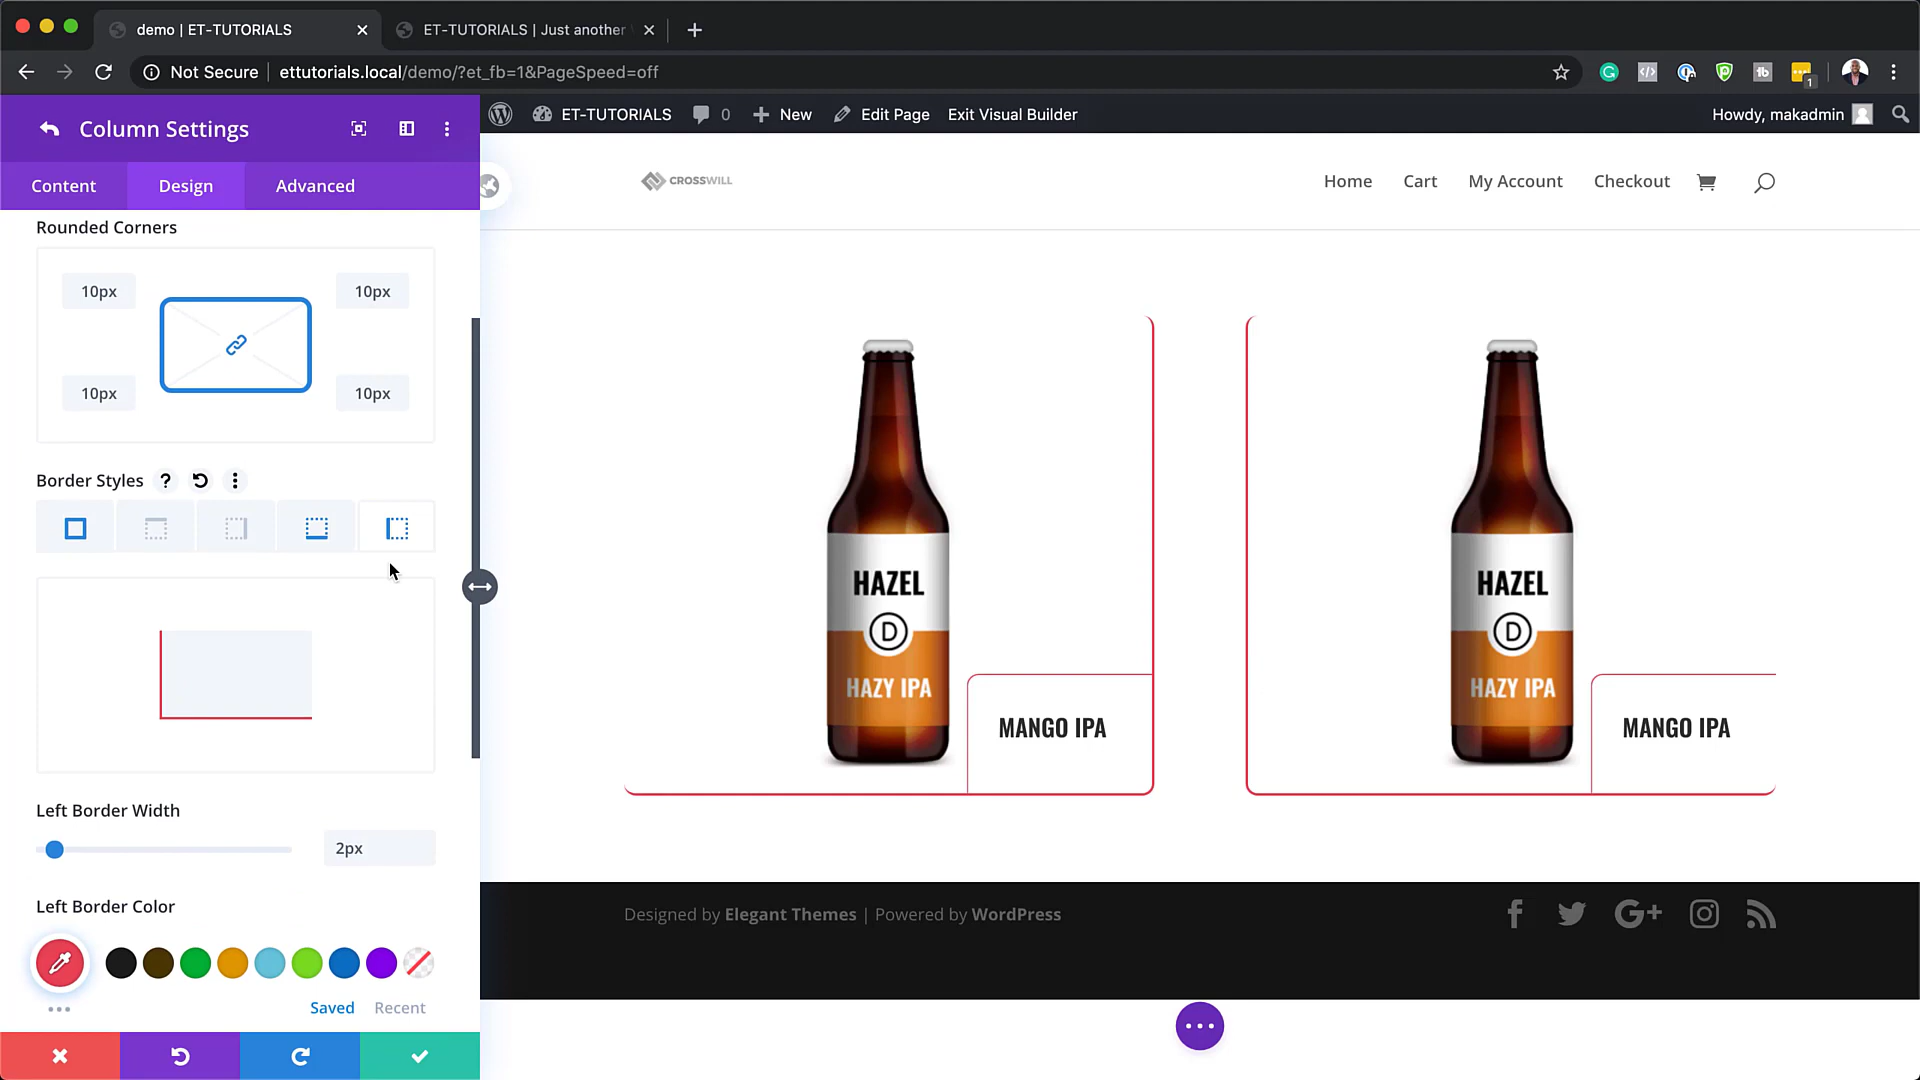 demo | ET-TUTORIALS
ET-TUTORIALS | Just another
Not Secure
ettutorials.local/demo/?et_fb=1&PageSpeed=off
1
Column Settings
ET-TUTORIALS
0
New
Edit Page
Exit Visual Builder
Howdy, makadmin
Content
Design
Advanced
CROSSWILL
Home
Cart
My Account
Checkout
Rounded Corners
10px
10px
10px
10px
Border Styles
?
Left Border Width
2px
Left Border Color
Saved
Recent
HAZEL
D
HAZY IPA
MANGO IPA
HAZEL
D
HAZY IPA
MANGO IPA
Designed by Elegant Themes | Powered by WordPress